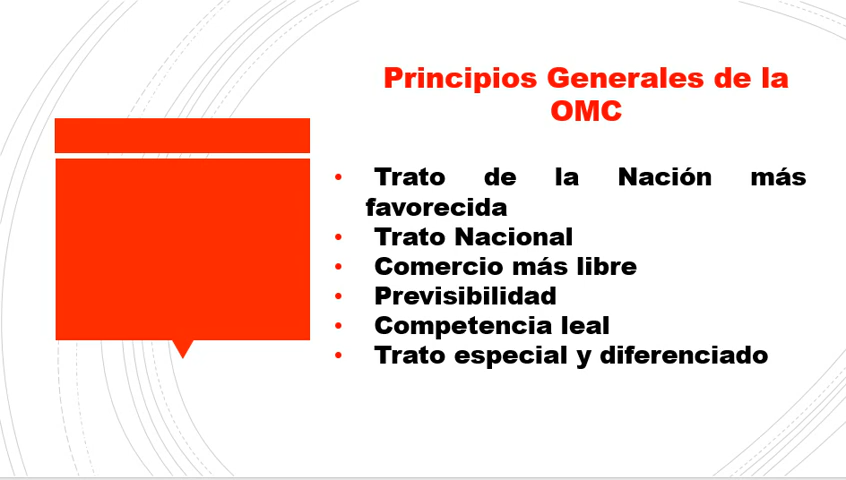 Principios Generales de la
OMC
• Trato de la Nación más
favorecida
• Trato Nacional
• Comercio más libre
• Previsibilidad
• Competencia leal
• Trato especial y diferenciado